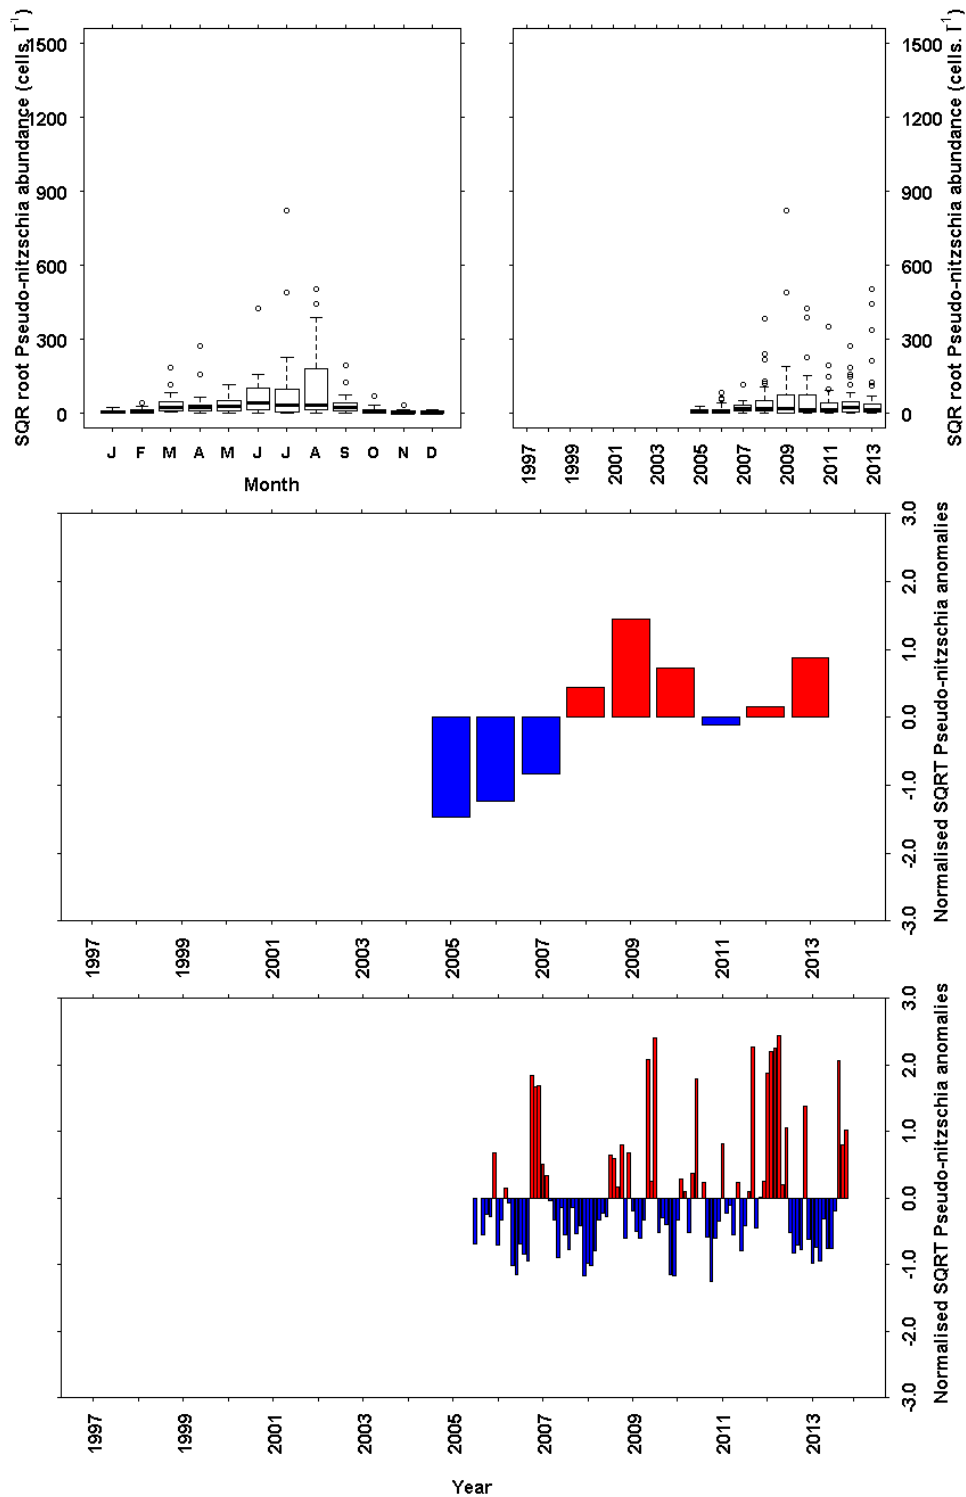 SQR root Pseudo-nitzschia abundance (cells. l⁻¹)
1500
1200
900
600
300
0
J F M A M J J A S O N D
Month
1500
1200
900
600
300
0
SQR root Pseudo-nitzschia abundance (cells. l⁻¹)
1997 1999 2001 2003 2005 2007 2009 2011 2013
3.0
2.0
1.0
0.0
-1.0
-2.0
-3.0
Normalised SQRT Pseudo-nitzschia anomalies
1997 1999 2001 2003 2005 2007 2009 2011 2013
3.0
2.0
1.0
0.0
-1.0
-2.0
-3.0
Normalised SQRT Pseudo-nitzschia anomalies
1997 1999 2001 2003 2005 2007 2009 2011 2013
Year